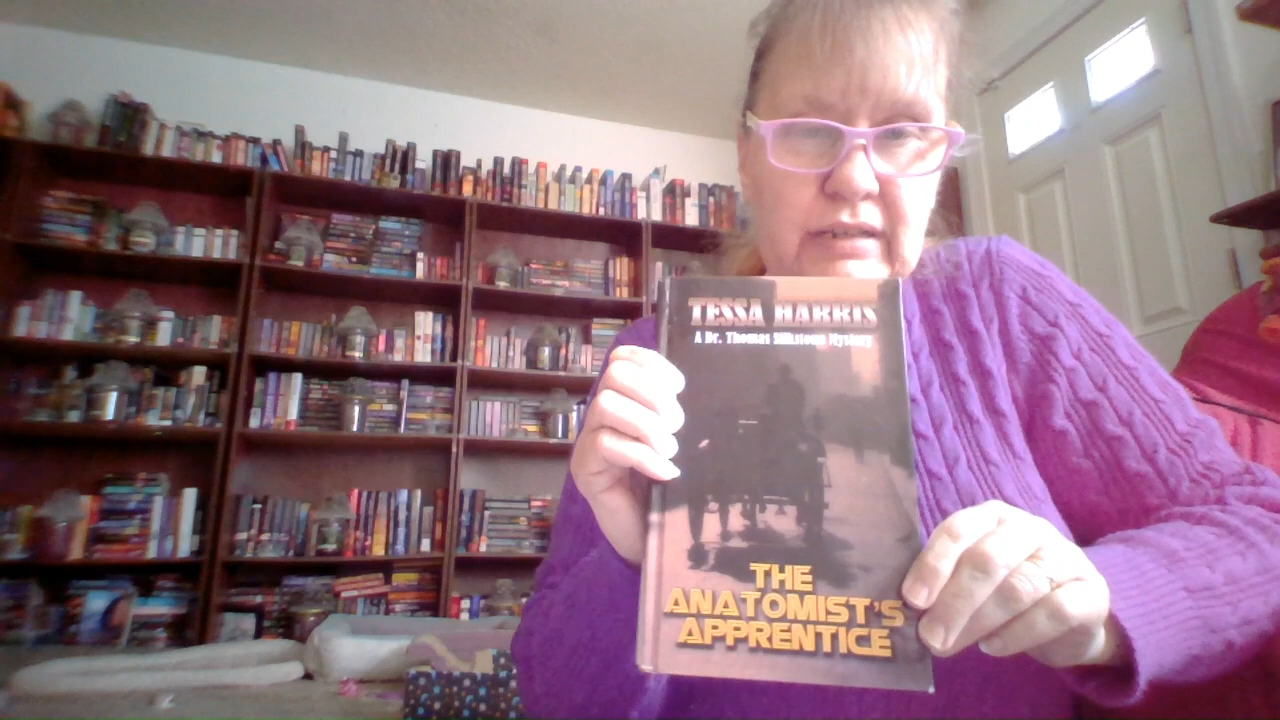 TESSA HARRIS
A Dr. Thomas Silkstone Mystery
THE
ANATOMIST'S
APPRENTICE